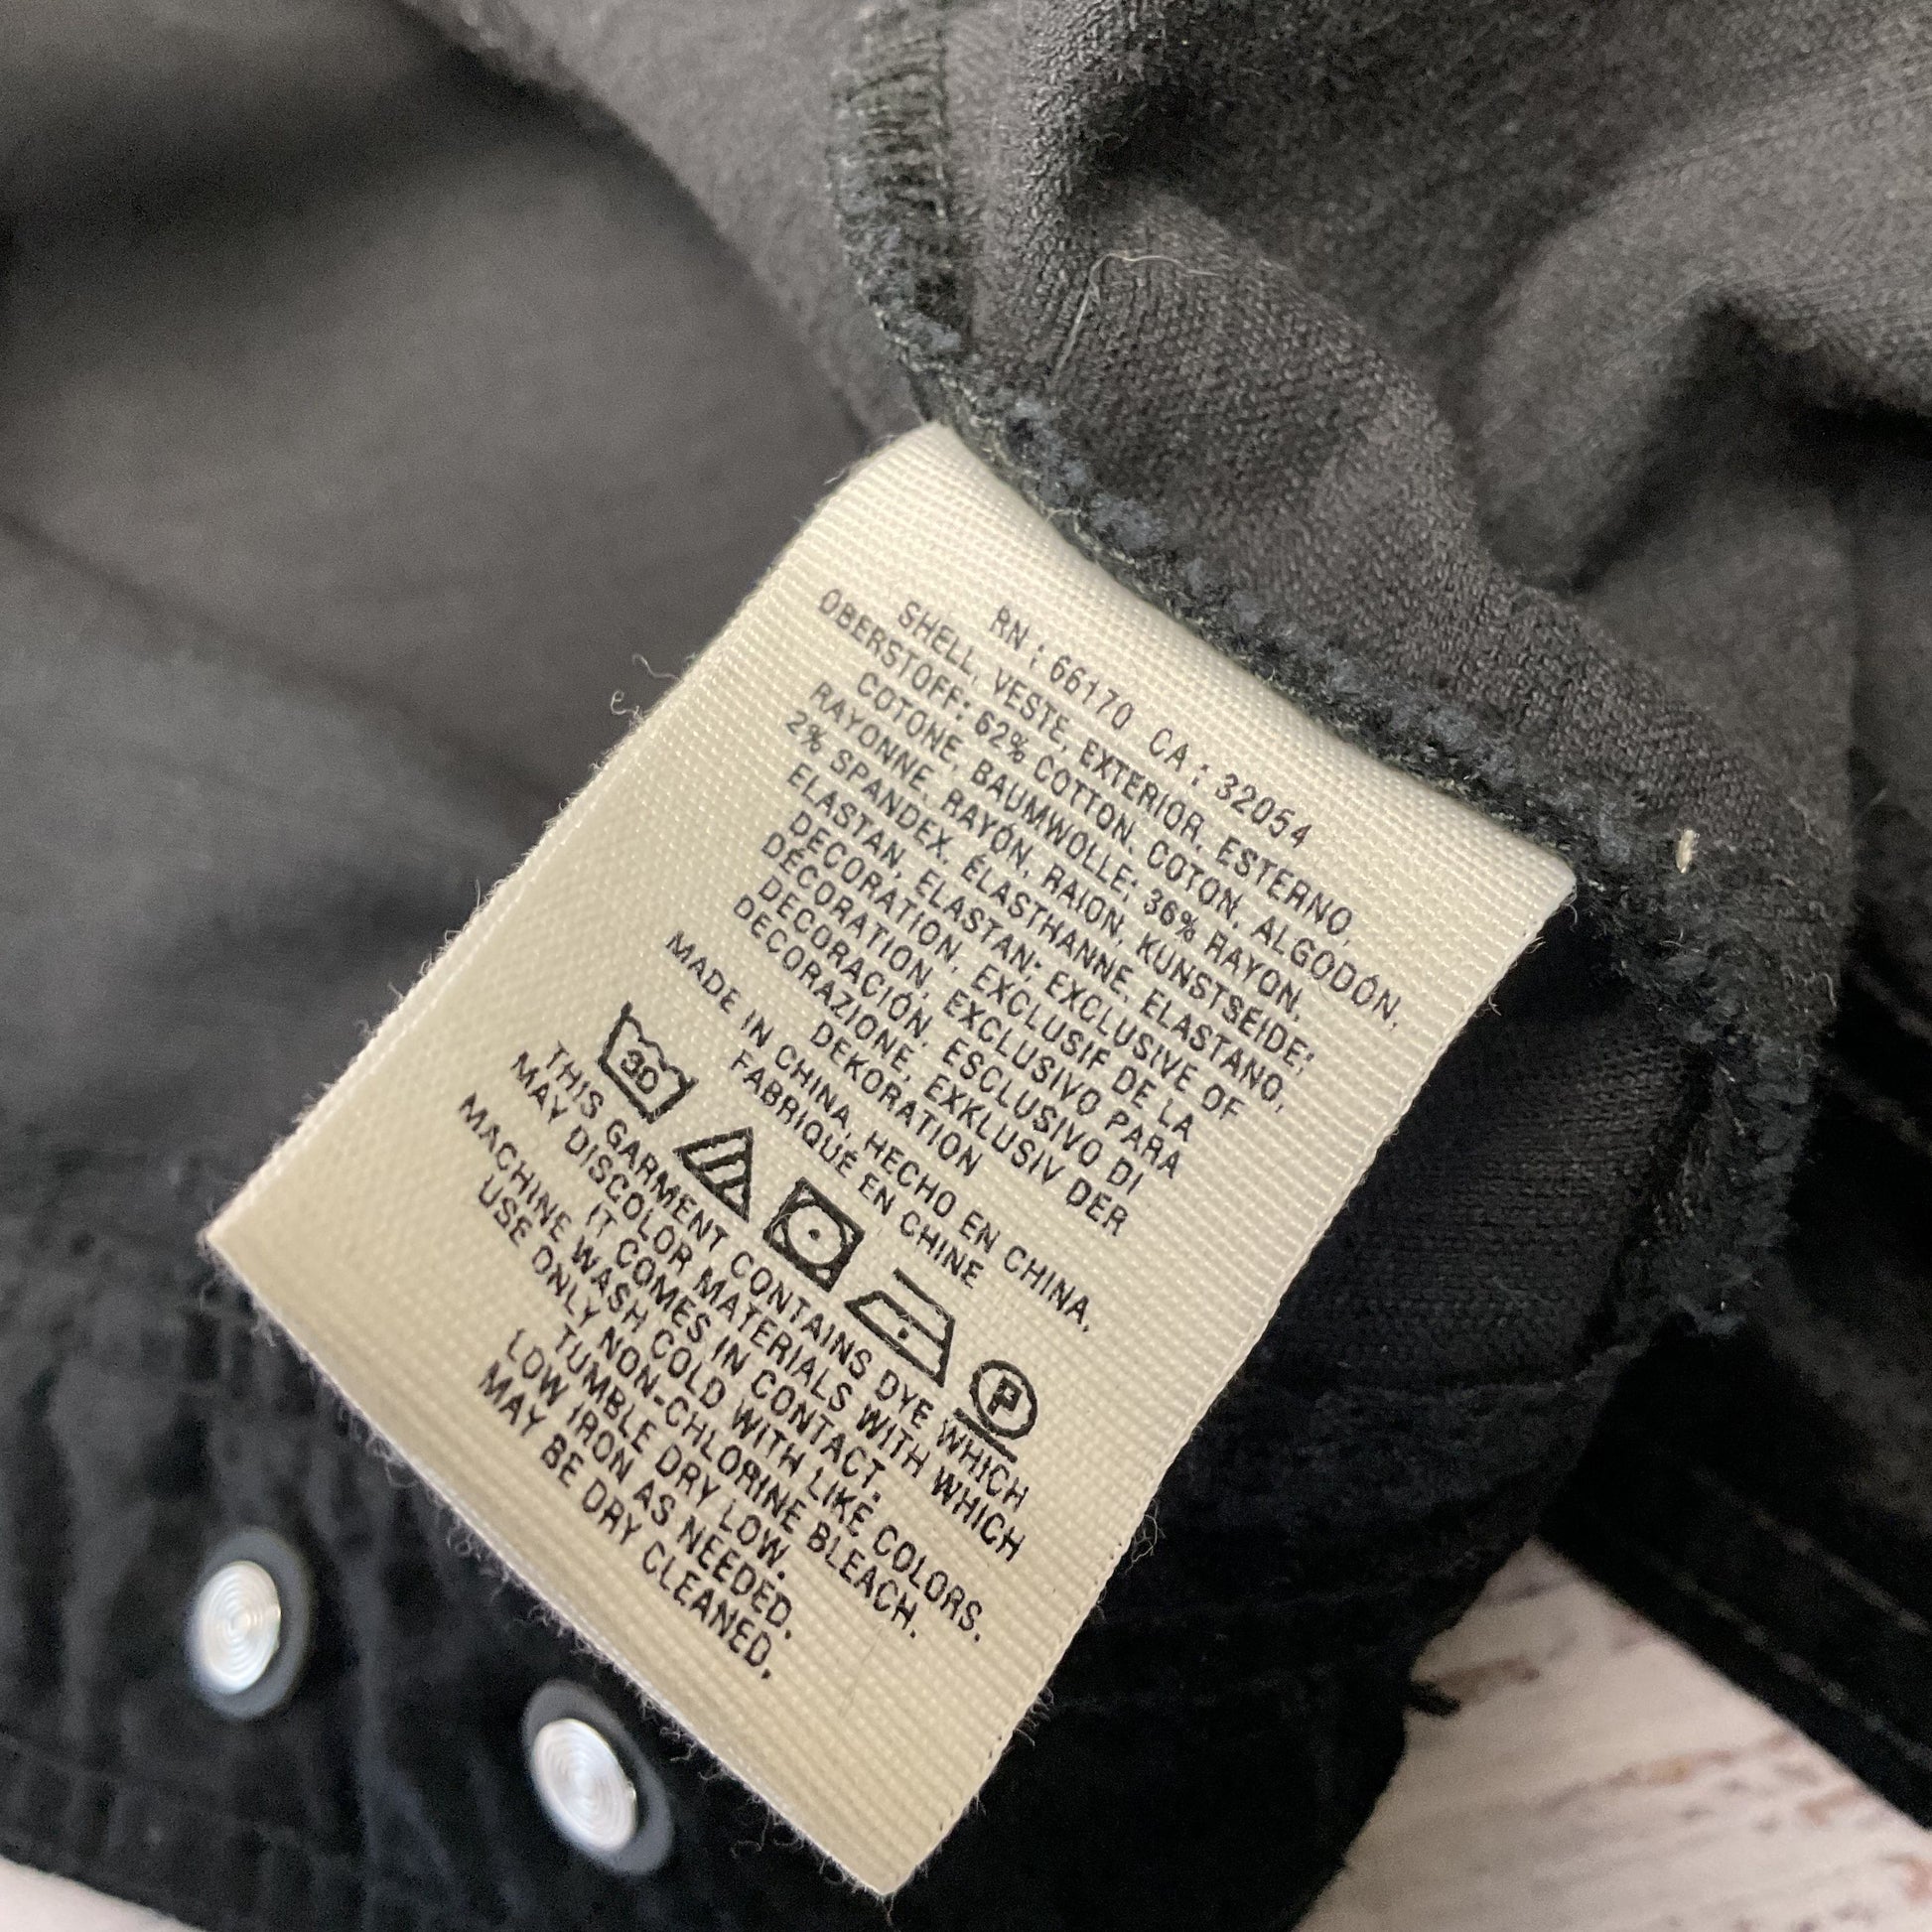 RN : 66170 CA : 32054
SHELL, VESTE, EXTERIOR, ESTERNO,
OBERSTOFF: 62% COTTON, COTON, ALGODÓN,
COTONE, BAUMWOLLE; 36% RAYON,
RAYONNE, RAYÓN, RAION, KUNSTSEIDE;
2% SPANDEX, ÉLASTHANNE, ELASTANO,
ELASTAN, ELASTAN; EXCLUSIVE OF
DECORATION, EXCLUSIF DE LA
DÉCORATION, EXCLUSIVO PARA
DECORACIÓN, ESCLUSIVO DI
DECORAZIONE, EXKLUSIV DER
DEKORATION
MADE IN CHINA, HECHO EN CHINA,
FABRIQUÉ EN CHINE
30
P
THIS GARMENT CONTAINS DYE WHICH
MAY DISCOLOR MATERIALS WITH WHICH
IT COMES IN CONTACT.
MACHINE WASH COLD WITH LIKE COLORS.
USE ONLY NON-CHLORINE BLEACH.
TUMBLE DRY LOW.
LOW IRON AS NEEDED.
MAY BE DRY CLEANED.